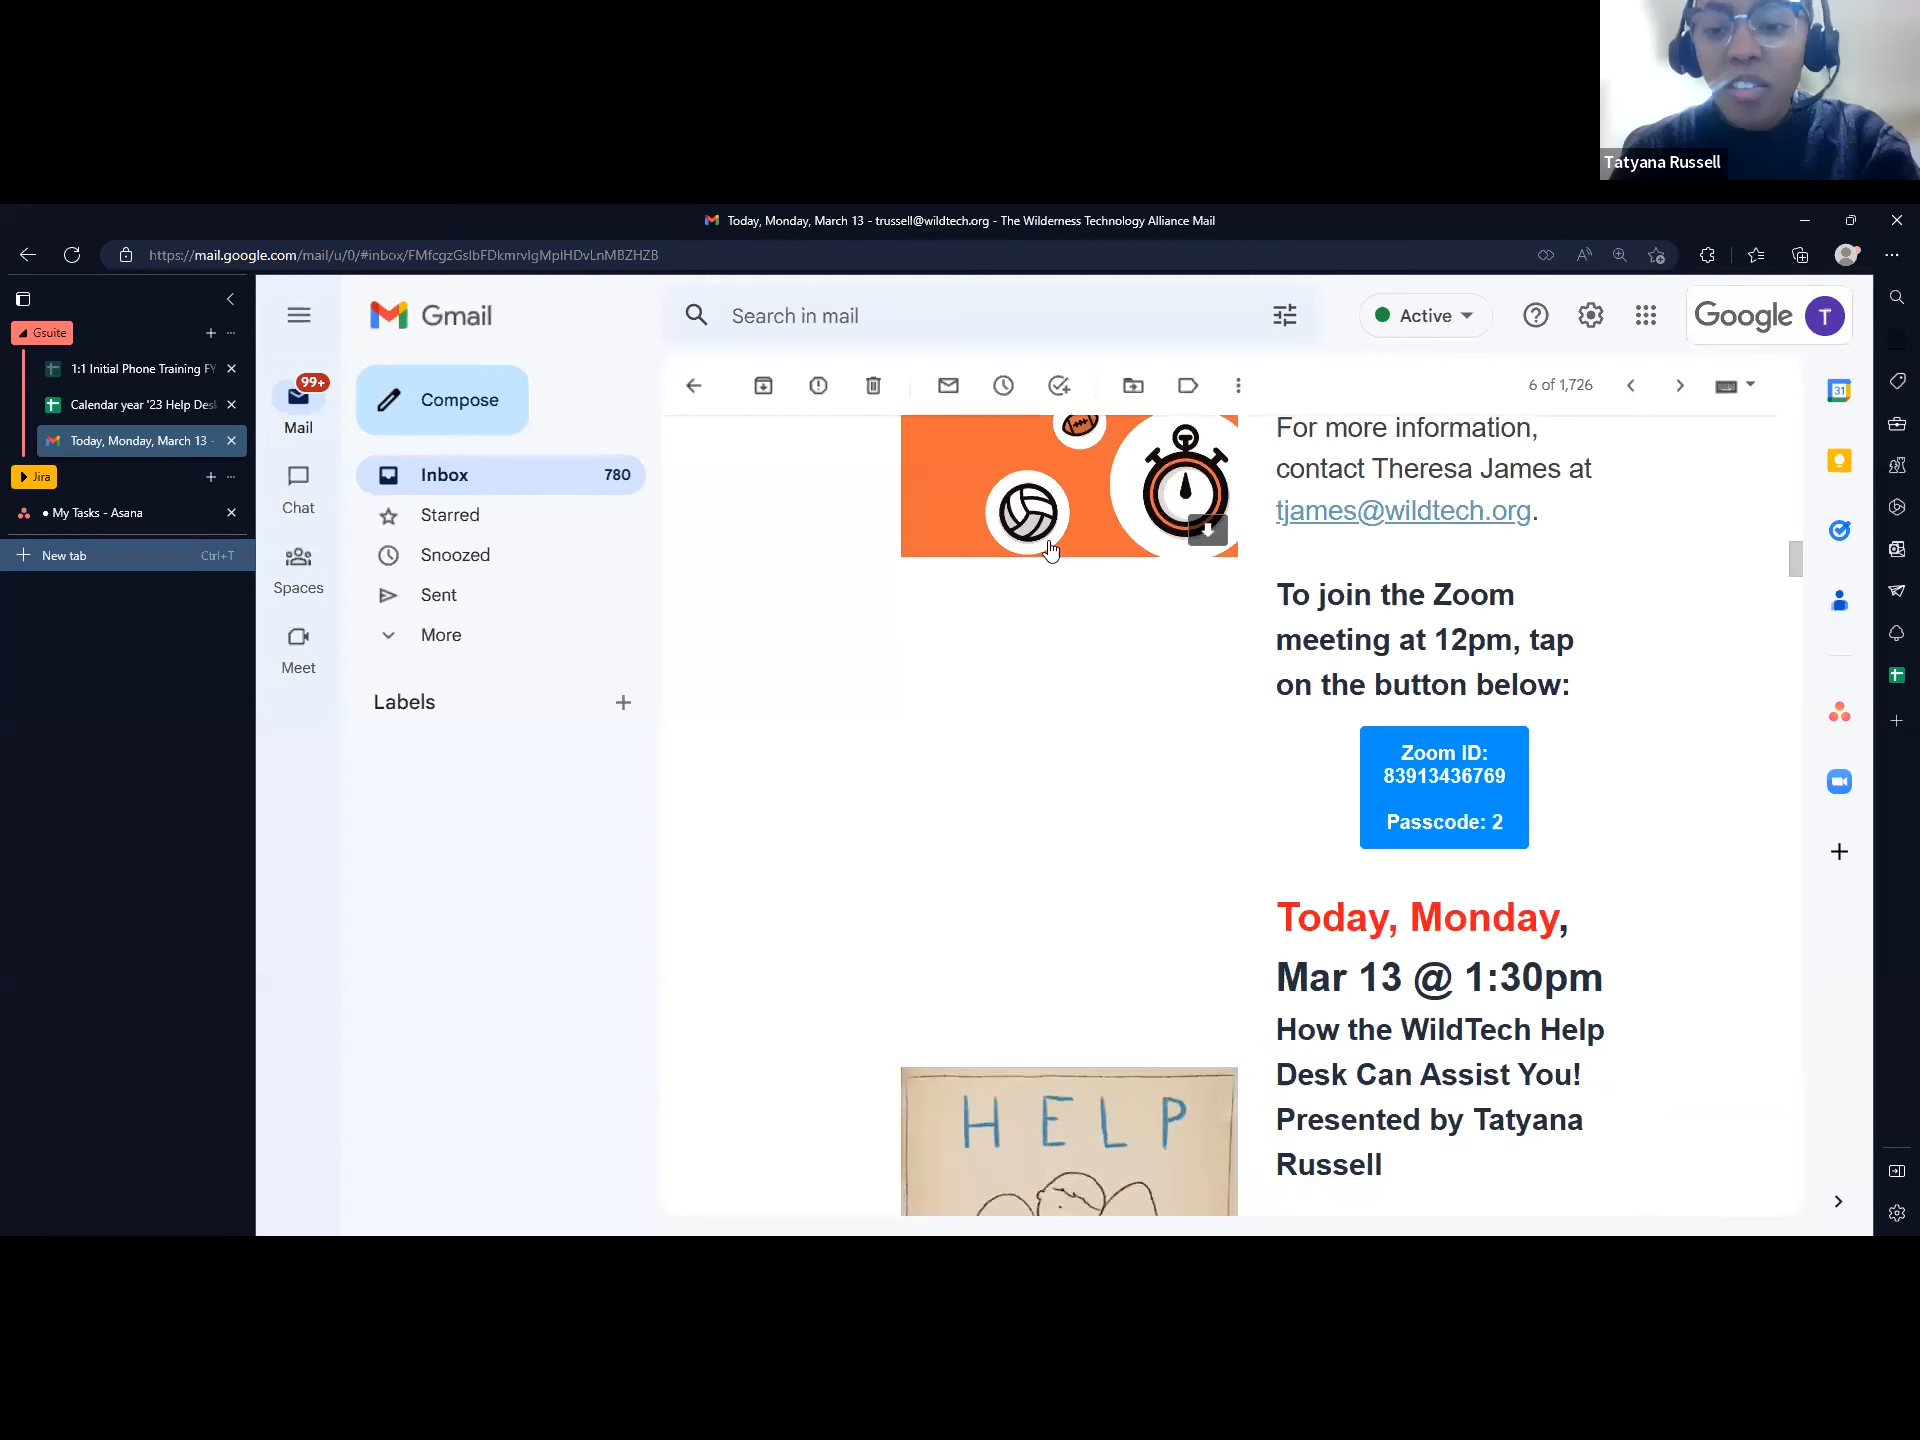 Tatyana Russell
Today, Monday, March 13 - trussell@wildtech.org - The Wilderness Technology Alliance Mail
https://mail.google.com/mail/u/0/#inbox/FMfcgzGslbFDkmrvlgMplHDvLnMBZHZB
Gsuite
1:1 Initial Phone Training FY
Calendar year '23 Help Des
Today, Monday, March 13 -
Jira
My Tasks - Asana
New tab Ctrl+T
99+
Mail
Chat
Spaces
Meet
Gmail
Search in mail
Active
Google
T
Compose
Inbox 780
Starred
Snoozed
Sent
More
Labels
6 of 1,726
31
For more information,
contact Theresa James at
tjames@wildtech.org.
To join the Zoom
meeting at 12pm, tap
on the button below:
Zoom ID:
83913436769
Passcode: 2
Today, Monday,
Mar 13 @ 1:30pm
How the WildTech Help
Desk Can Assist You!
Presented by Tatyana
Russell
HELP